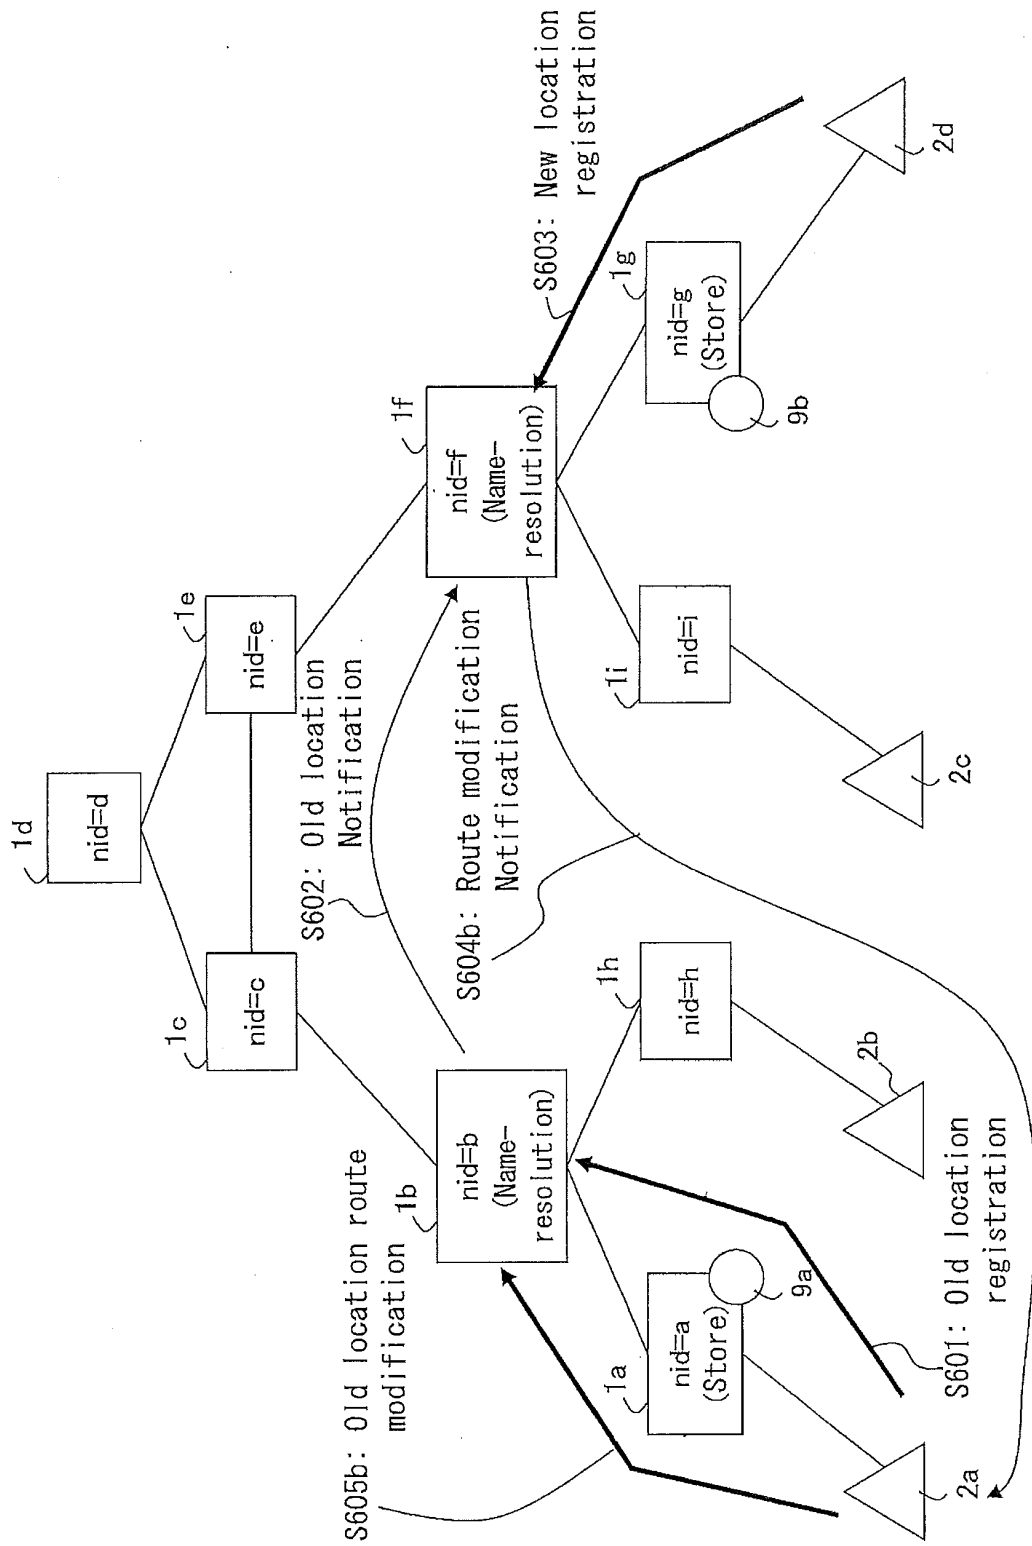 1d
nid=d
1c
nid=c
1e
nid=e
S602: Old location
Notification
1b
nid=b
(Name-
resolution)
1f
nid=f
(Name-
resolution)
S603: New location
registration
S605b: Old location route
modification
S604b: Route modification
Notification
1a
nid=a
(Store)
9a
1h
nid=h
1i
nid=i
1g
nid=g
(Store)
9b
2a
S601: Old location
registration
2b
2c
2d